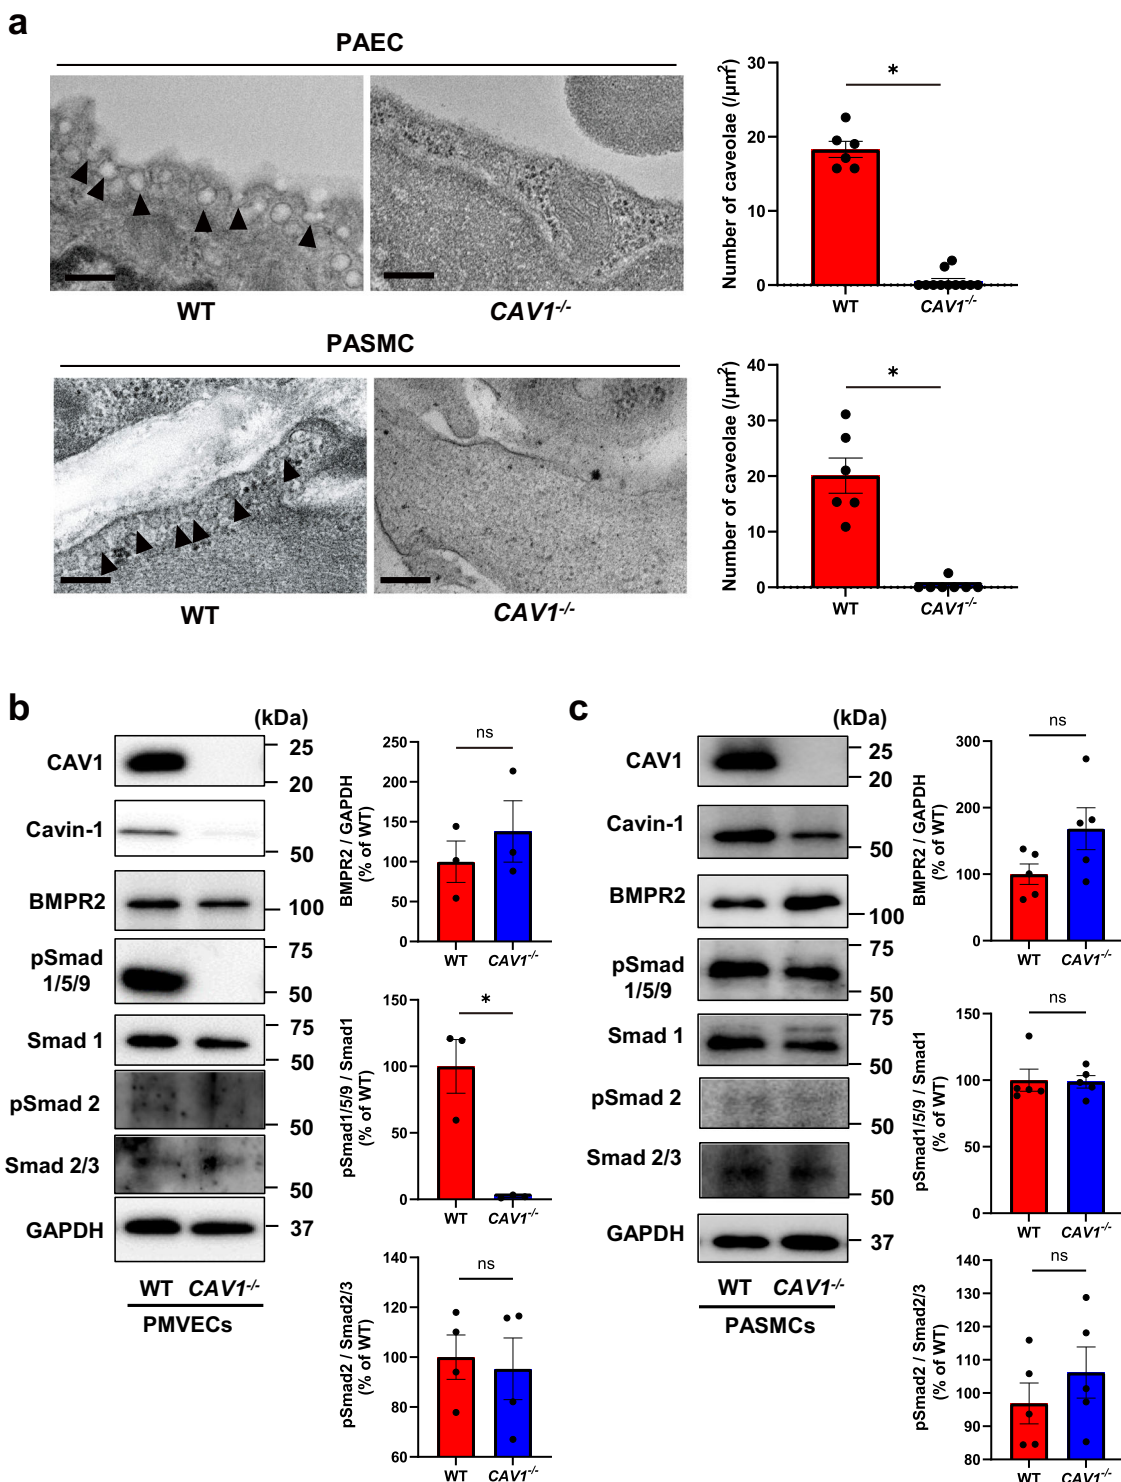 a
PAEC
WT
CAV1-/-
Number of caveolae (/µm2)
30
20
10
0
*
WT
CAV1-/-
PASMC
WT
CAV1-/-
Number of caveolae (/µm2)
40
30
20
10
0
*
WT
CAV1-/-
b
(kDa)
CAV1
25
20
Cavin-1
50
BMPR2
100
pSmad
1/5/9
75
50
Smad 1
75
50
pSmad 2
50
Smad 2/3
50
GAPDH
37
WT
CAV1-/-
PMVECs
BMPR2 / GAPDH
(% of WT)
250
200
150
100
50
0
ns
WT
CAV1-/-
pSmad1/5/9 / Smad1
(% of WT)
150
100
50
0
*
WT
CAV1-/-
pSmad2 / Smad2/3
(% of WT)
140
120
100
80
60
ns
WT
CAV1-/-
c
(kDa)
CAV1
25
20
Cavin-1
50
BMPR2
100
pSmad
1/5/9
75
50
Smad 1
75
50
pSmad 2
50
Smad 2/3
50
GAPDH
37
WT
CAV1-/-
PASMCs
BMPR2 / GAPDH
(% of WT)
300
200
100
0
ns
WT
CAV1-/-
pSmad1/5/9 / Smad1
(% of WT)
150
100
50
0
ns
WT
CAV1-/-
pSmad2 / Smad2/3
(% of WT)
140
130
120
110
100
90
80
ns
WT
CAV1-/-